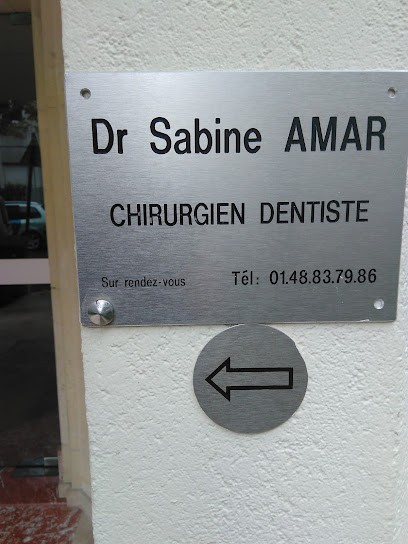 Dr Sabine AMAR
CHIRURGIEN DENTISTE
Sur rendez-vous Tél: 01.48.83.79.86